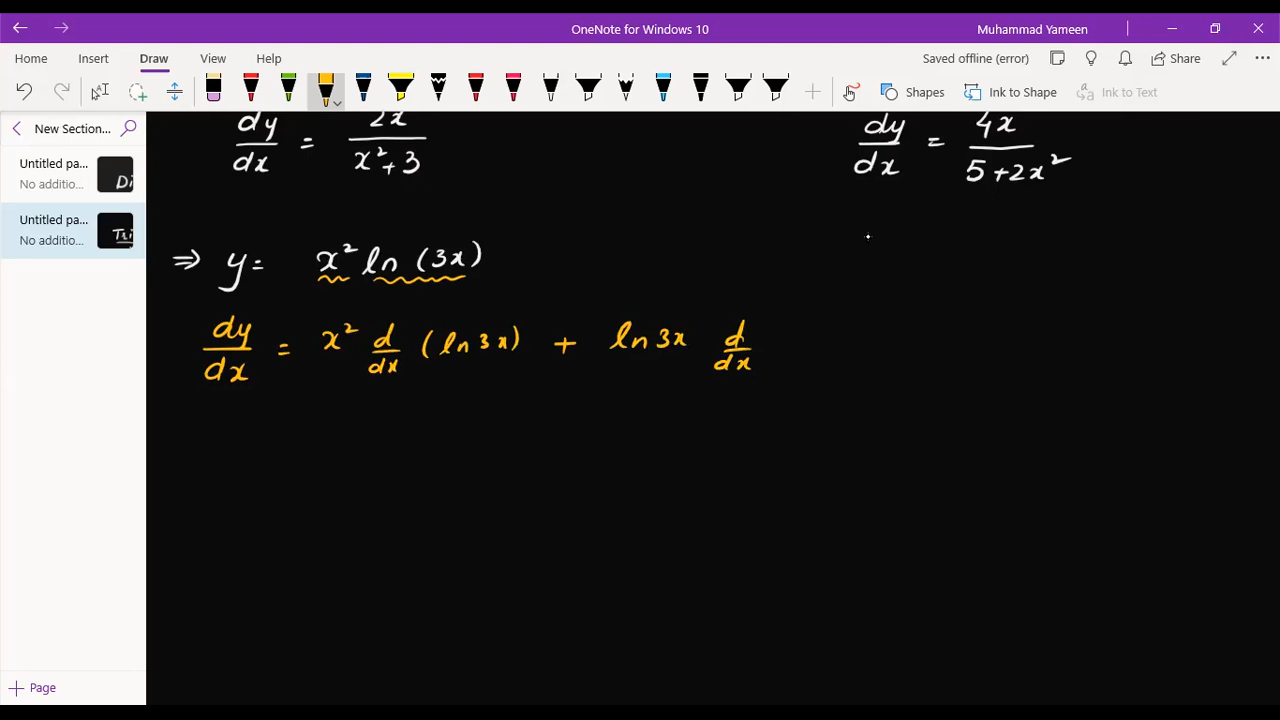 OneNote for Windows 10
Muhammad Yameen
Home Insert Draw View Help
Saved offline (error) Share
Shapes Ink to Shape Ink to Text
New Section...
Untitled pa...
No additio...
Di
Untitled pa...
No additio...
Tri
dy/dx = 2x/(x²+3)
dy/dx = 4x/(5+2x²)
⇒ y = x² ln (3x)
dy/dx = x² d/dx (ln 3x) + ln 3x d/dx
+ Page